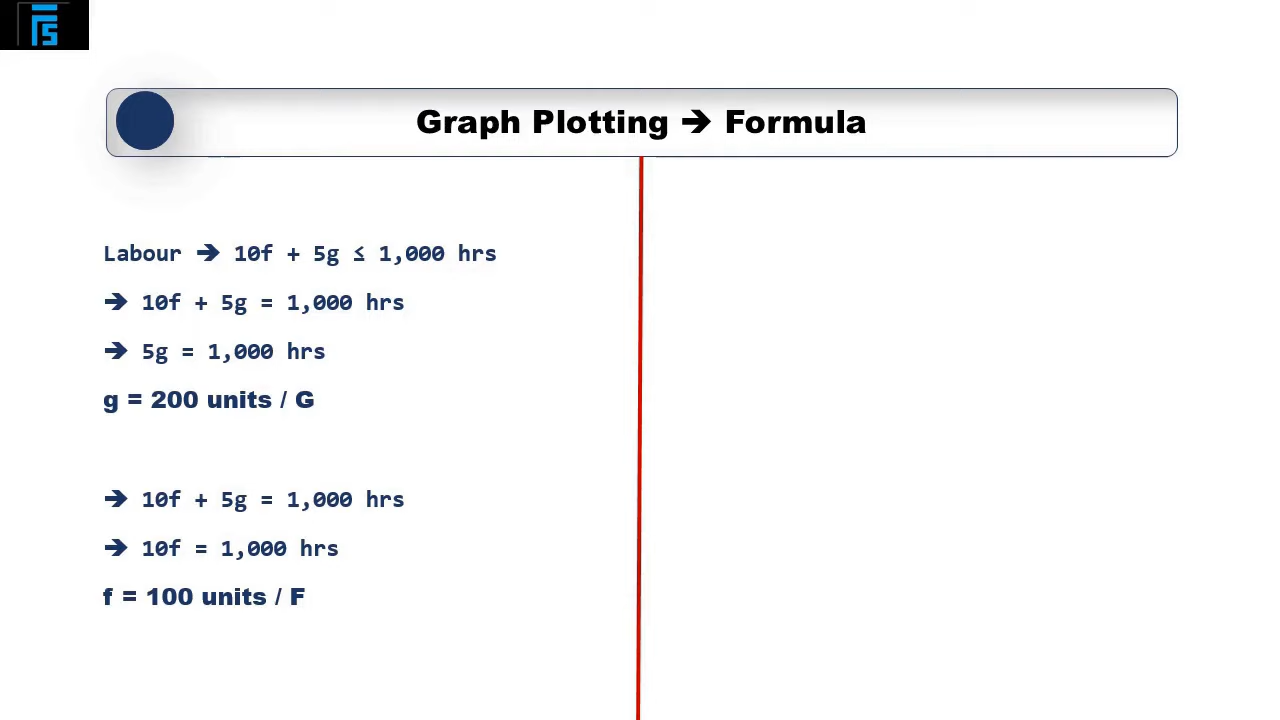 FS
Graph Plotting ➔ Formula
Labour ➔ 10f + 5g ≤ 1,000 hrs
➔ 10f + 5g = 1,000 hrs
➔ 5g = 1,000 hrs
g = 200 units / G
➔ 10f + 5g = 1,000 hrs
➔ 10f = 1,000 hrs
f = 100 units / F